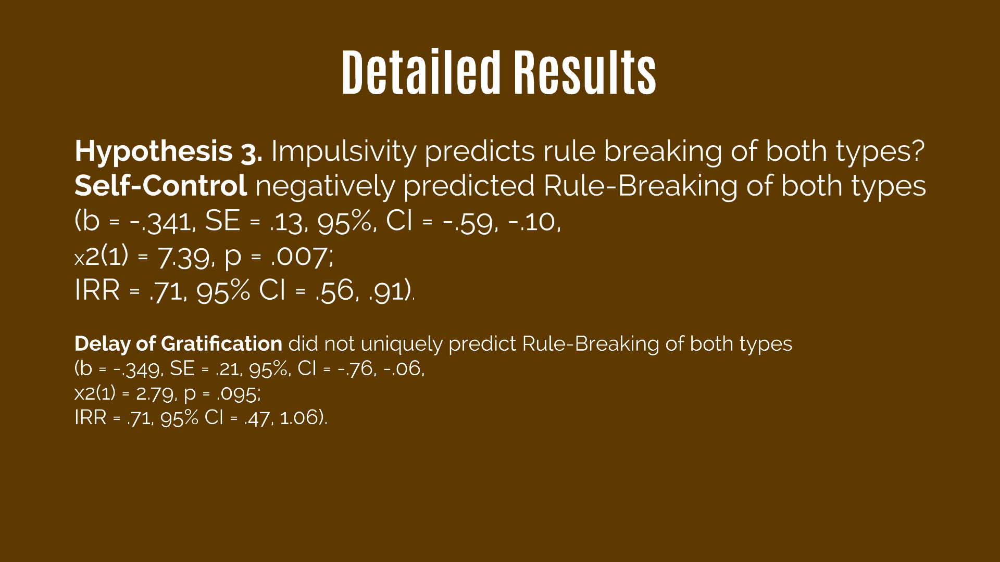 Detailed Results
Hypothesis 3. Impulsivity predicts rule breaking of both types?
Self-Control negatively predicted Rule-Breaking of both types
(b = -.341, SE = .13, 95%, CI = -.59, -.10,
x2(1) = 7.39, p = .007;
IRR = .71, 95% CI = .56, .91).
Delay of Gratification did not uniquely predict Rule-Breaking of both types
(b = -.349, SE = .21, 95%, CI = -.76, -.06,
x2(1) = 2.79, p = .095;
IRR = .71, 95% CI = .47, 1.06).